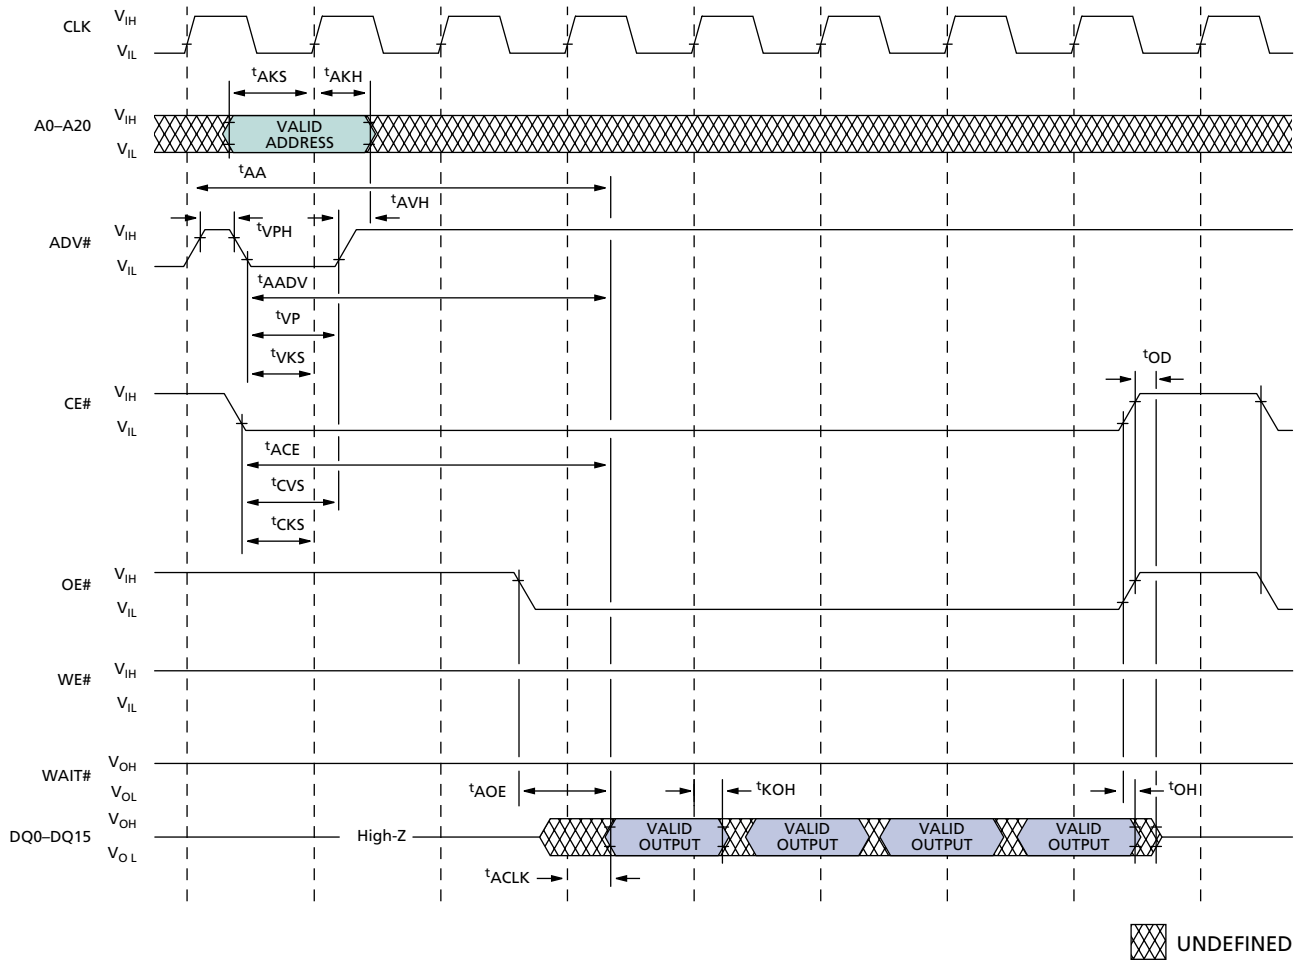 CLK
VIH
VIL
tAKS
tAKH
A0–A20
VIH
VIL
VALID
ADDRESS
tAA
tAVH
ADV#
VIH
VIL
tVPH
tAADV
tVP
tVKS
tOD
CE#
VIH
VIL
tACE
tCVS
tCKS
OE#
VIH
VIL
WE#
VIH
VIL
WAIT#
VOH
VOL
tAOE
tKOH
tOH
DQ0–DQ15
VOH
VOL
High-Z
VALID
OUTPUT
VALID
OUTPUT
VALID
OUTPUT
VALID
OUTPUT
tACLK
UNDEFINED